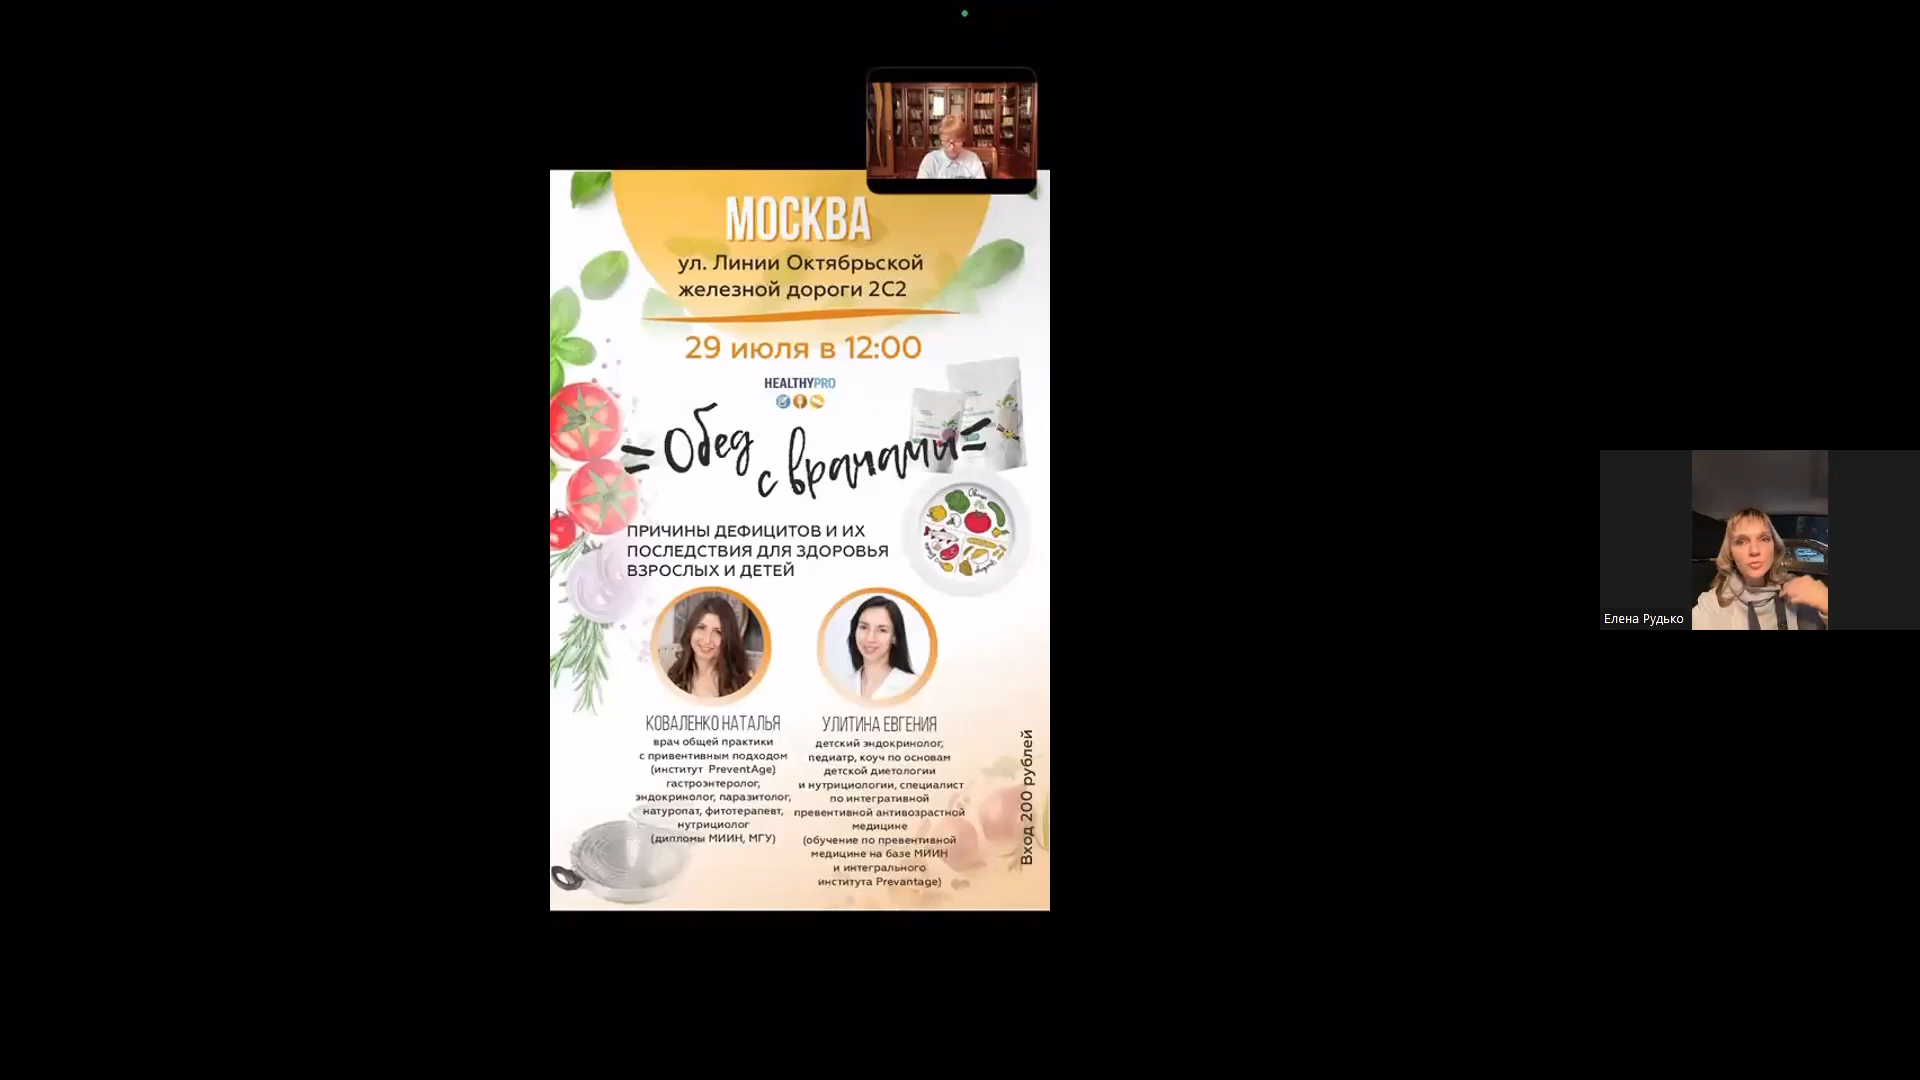 МОСКВА
ул. Линии Октябрьской
железной дороги 2С2
29 июля в 12:00
HEALTHYPRO
=Обед
с врачами=
ПРИЧИНЫ ДЕФИЦИТОВ И ИХ
ПОСЛЕДСТВИЯ ДЛЯ ЗДОРОВЬЯ
ВЗРОСЛЫХ И ДЕТЕЙ
КОВАЛЕНКО НАТАЛЬЯ
врач общей практики
с привентивным подходом
(институт PreventAge)
гастроэнтеролог,
эндокринолог, паразитолог,
натуропат, фитотерапевт,
нутрициолог
(дипломы МИИН, МГУ)
УЛИТИНА ЕВГЕНИЯ
детский эндокринолог,
педиатр, коуч по основам
детской диетологии
и нутрициологии, специалист
по интегративной
превентивной антивозрастной
медицине
(обучение по превентивной
медицине на базе МИИН
и интегрального
института Prevantage)
Вход 200 рублей
Елена Рудько